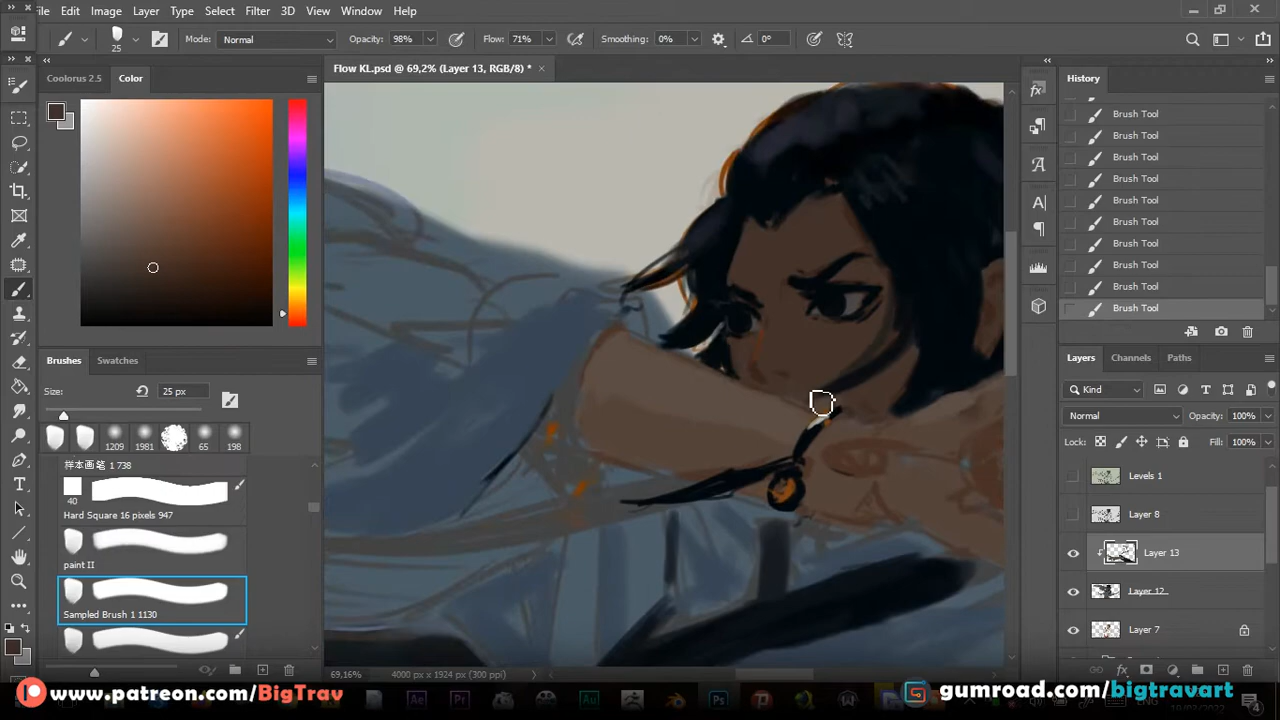 File Edit Image Layer Type Select Filter 3D View Window Help
25 Mode: Normal Opacity: 98% Flow: 71% Smoothing: 0% 0°
Coolorus 2.5 Color
Flow KL.psd @ 69,2% (Layer 13, RGB/8) *
History
Brush Tool
Brush Tool
Brush Tool
Brush Tool
Brush Tool
Brush Tool
Brush Tool
Brush Tool
Brush Tool
Brush Tool
Brushes Swatches
Size: 25 px
1209 1981 65 198
样本画笔 1 738
40
Hard Square 16 pixels 947
paint II
Sampled Brush 1 1130
Layers Channels Paths
Kind
Normal Opacity: 100%
Lock: Fill: 100%
Levels 1
Layer 8
Layer 13
Layer 12
Layer 7
69,16% 4000 px x 1924 px (300 ppi)
www.patreon.com/BigTrav
gumroad.com/bigtravart